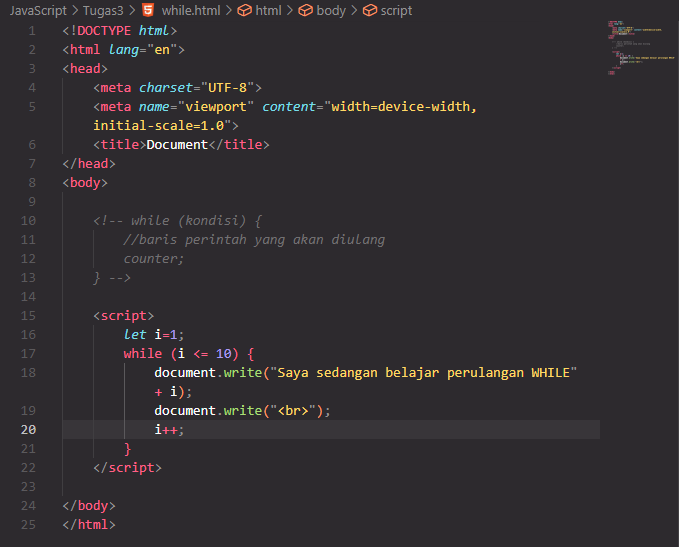 JavaScript > Tugas3 > while.html > html > body > script
1 <!DOCTYPE html>
2 <html lang="en">
3 <head>
4 <meta charset="UTF-8">
5 <meta name="viewport" content="width=device-width,
initial-scale=1.0">
6 <title>Document</title>
7 </head>
8 <body>
9
10 <!-- while (kondisi) {
11 //baris perintah yang akan diulang
12 counter;
13 } -->
14
15 <script>
16 let i=1;
17 while (i <= 10) {
18 document.write("Saya sedangan belajar perulangan WHILE"
+ i);
19 document.write("<br>");
20 i++;
21 }
22 </script>
23
24 </body>
25 </html>